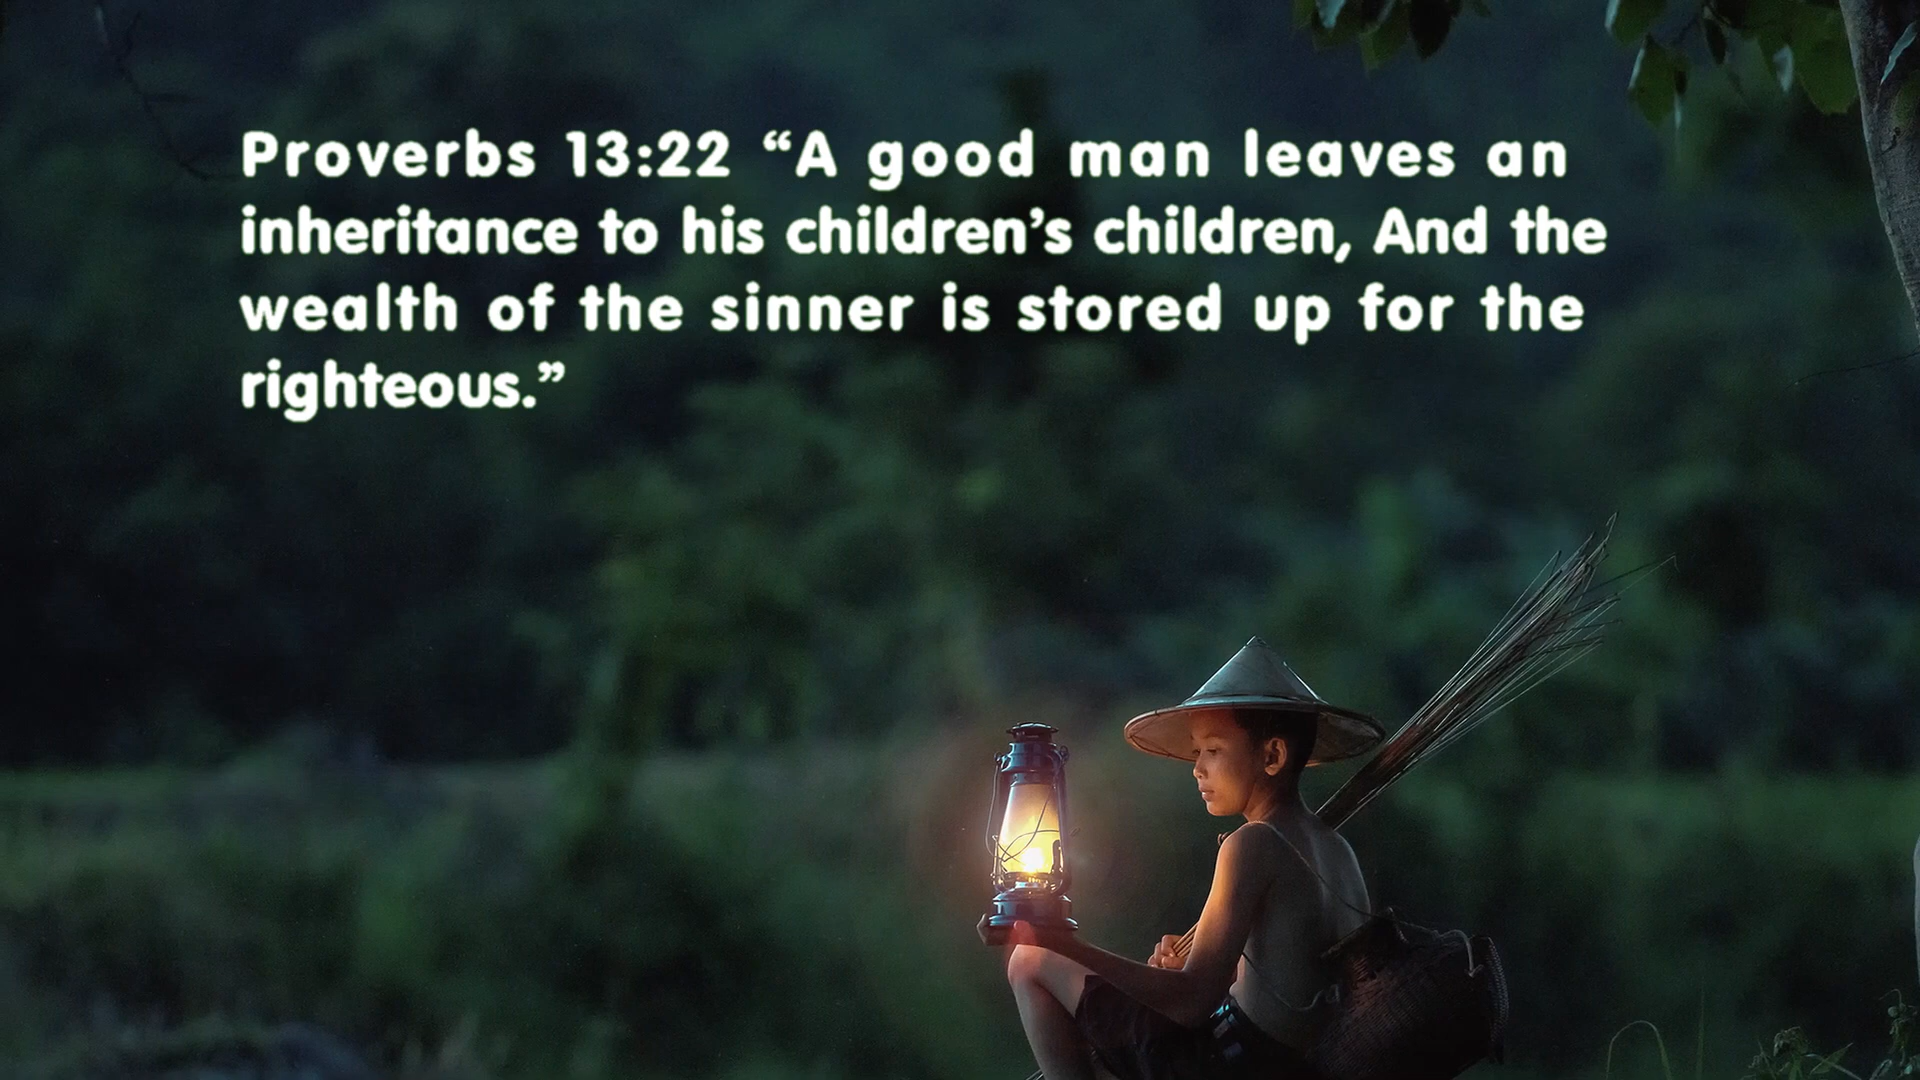 Proverbs 13:22 “A good man leaves an
inheritance to his children’s children, And the
wealth of the sinner is stored up for the
righteous.”